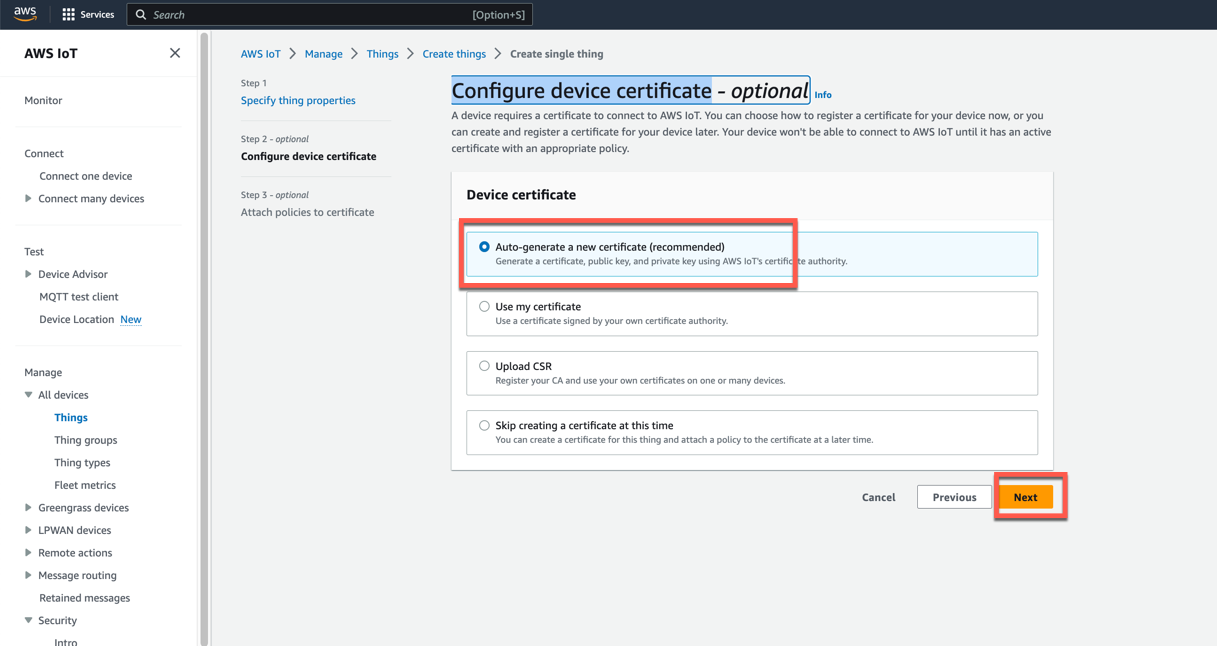 aws
Services
Search
[Option+S]
AWS IoT
Monitor
Connect
Connect one device
Connect many devices
Test
Device Advisor
MQTT test client
Device Location New
Manage
All devices
Things
Thing groups
Thing types
Fleet metrics
Greengrass devices
LPWAN devices
Remote actions
Message routing
Retained messages
Security
Intro
AWS IoT > Manage > Things > Create things > Create single thing
Step 1
Specify thing properties
Step 2 - optional
Configure device certificate
Step 3 - optional
Attach policies to certificate
Configure device certificate - optional Info
A device requires a certificate to connect to AWS IoT. You can choose how to register a certificate for your device now, or you
can create and register a certificate for your device later. Your device won't be able to connect to AWS IoT until it has an active
certificate with an appropriate policy.
Device certificate
Auto-generate a new certificate (recommended)
Generate a certificate, public key, and private key using AWS IoT's certificate authority.
Use my certificate
Use a certificate signed by your own certificate authority.
Upload CSR
Register your CA and use your own certificates on one or many devices.
Skip creating a certificate at this time
You can create a certificate for this thing and attach a policy to the certificate at a later time.
Cancel
Previous
Next